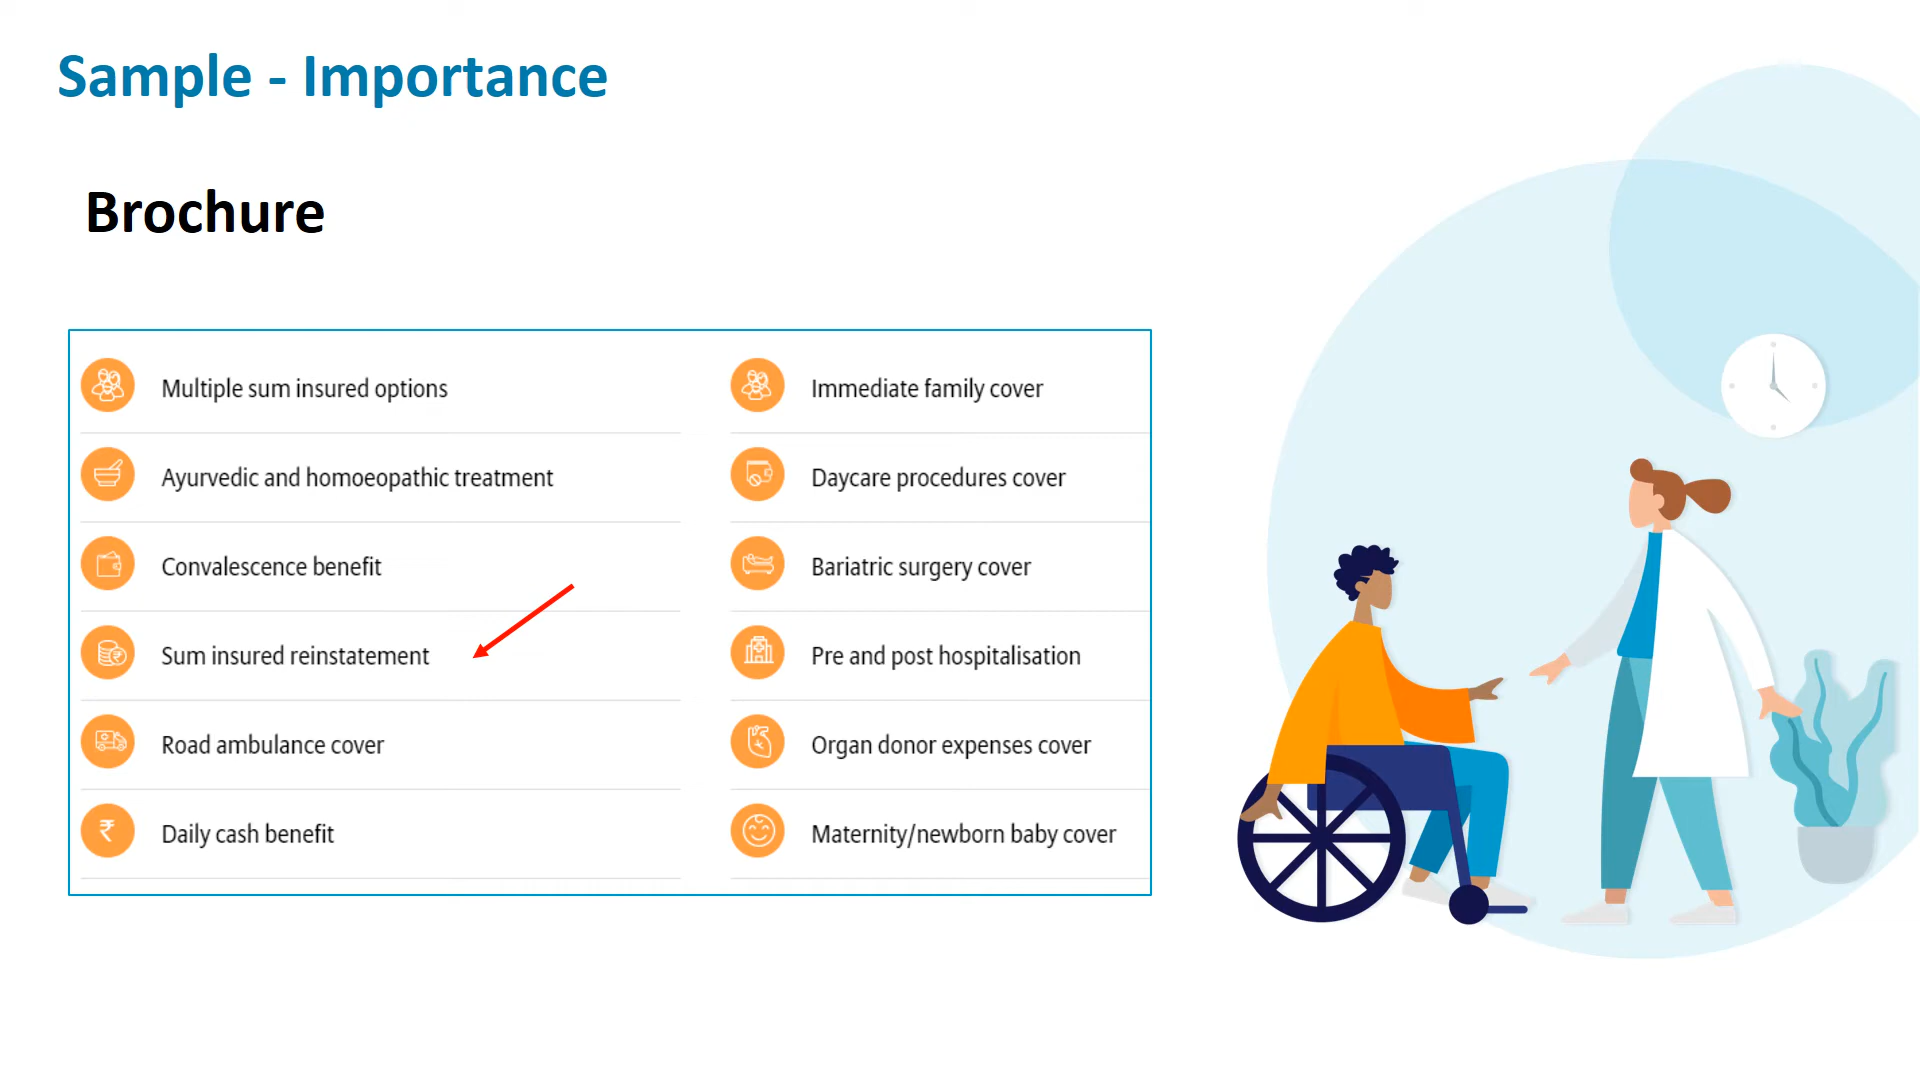 Sample - Importance
Brochure
Multiple sum insured options
Ayurvedic and homoeopathic treatment
Convalescence benefit
Sum insured reinstatement
Road ambulance cover
₹ Daily cash benefit
Immediate family cover
Daycare procedures cover
Bariatric surgery cover
Pre and post hospitalisation
Organ donor expenses cover
Maternity/newborn baby cover